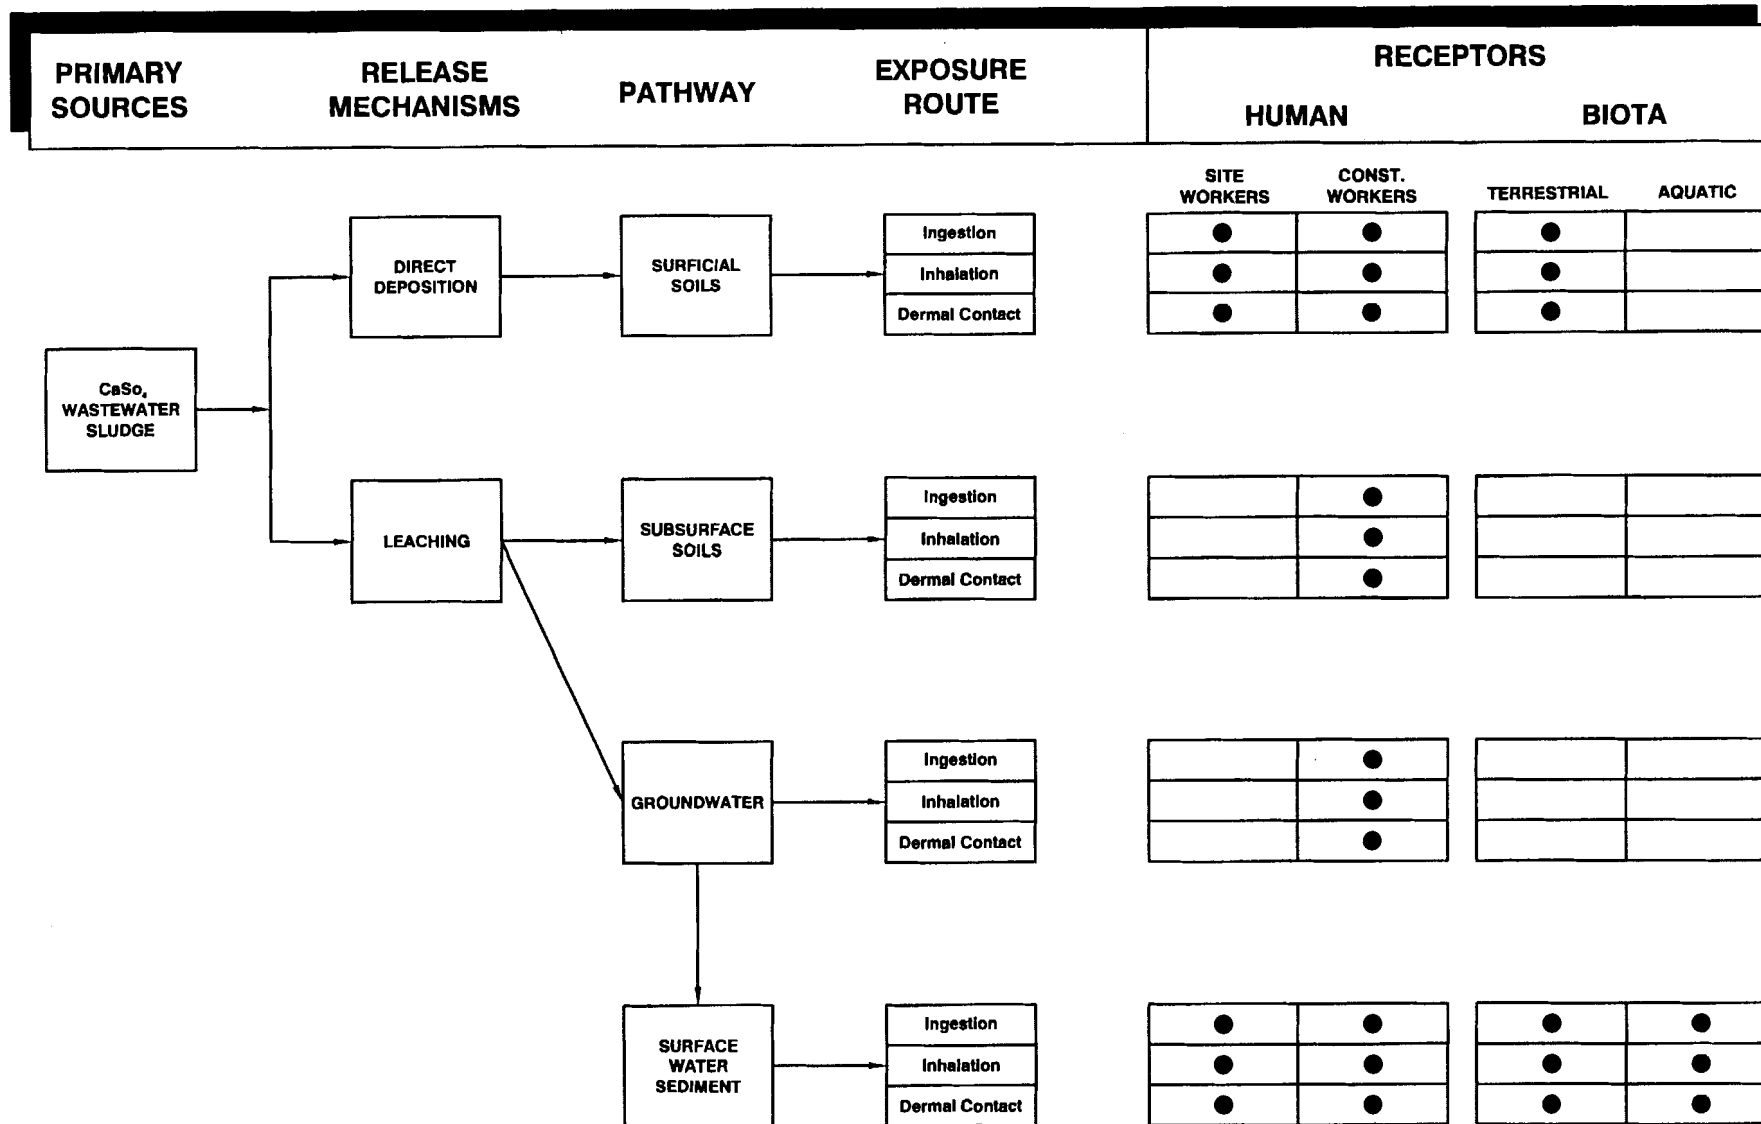 PRIMARY
SOURCES
RELEASE
MECHANISMS
PATHWAY
EXPOSURE
ROUTE
RECEPTORS
HUMAN
BIOTA
SITE
WORKERS
CONST.
WORKERS
TERRESTRIAL
AQUATIC
DIRECT
DEPOSITION
SURFICIAL
SOILS
Ingestion
Inhalation
Dermal Contact
CaSo₄
WASTEWATER
SLUDGE
LEACHING
SUBSURFACE
SOILS
Ingestion
Inhalation
Dermal Contact
GROUNDWATER
Ingestion
Inhalation
Dermal Contact
SURFACE
WATER
SEDIMENT
Ingestion
Inhalation
Dermal Contact